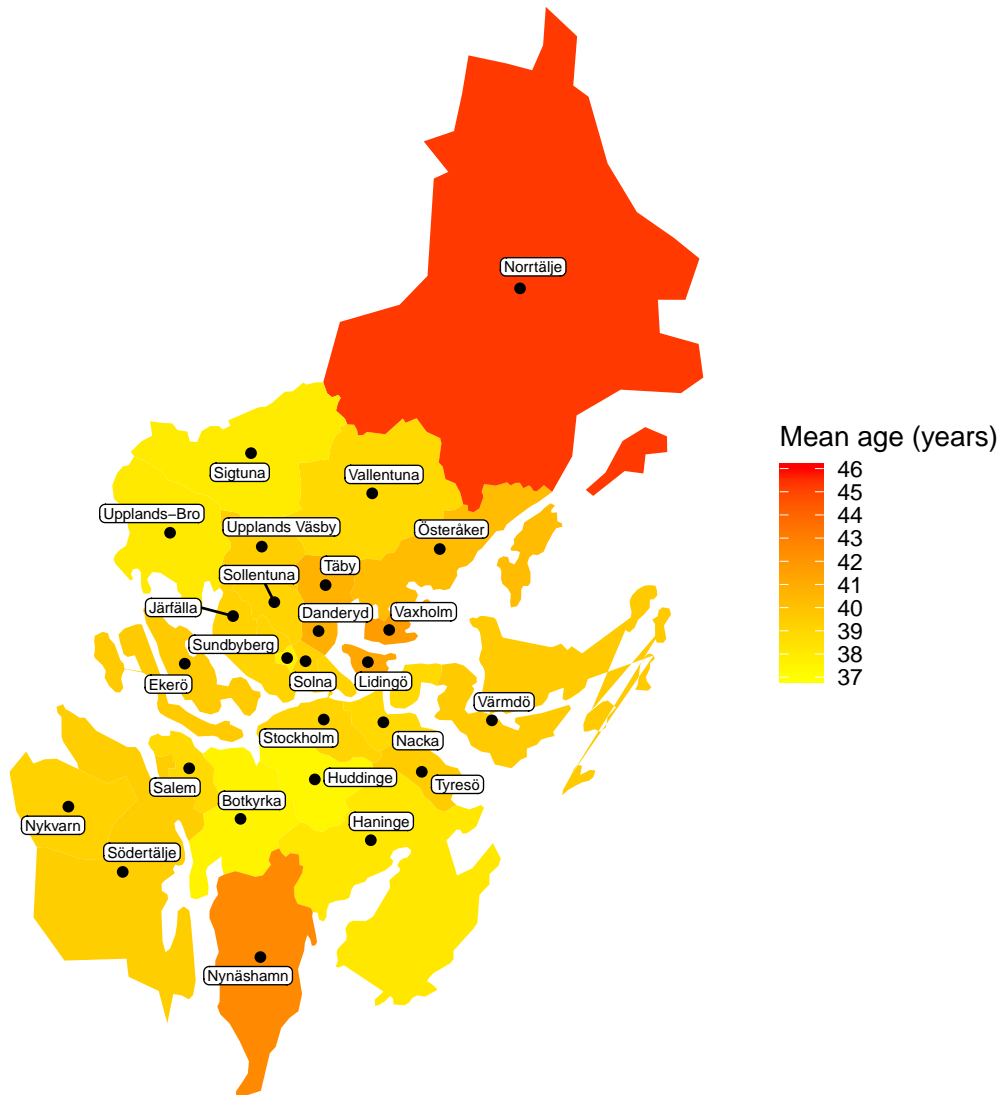 Norrtälje
Mean age (years)
46
45
44
43
42
41
40
39
38
37
Sigtuna
Vallentuna
Upplands−Bro
Upplands Väsby
Österåker
Täby
Sollentuna
Järfälla
Danderyd
Vaxholm
Sundbyberg
Ekerö
Solna
Lidingö
Värmdö
Stockholm
Nacka
Salem
Huddinge
Tyresö
Botkyrka
Nykvarn
Haninge
Södertälje
Nynäshamn